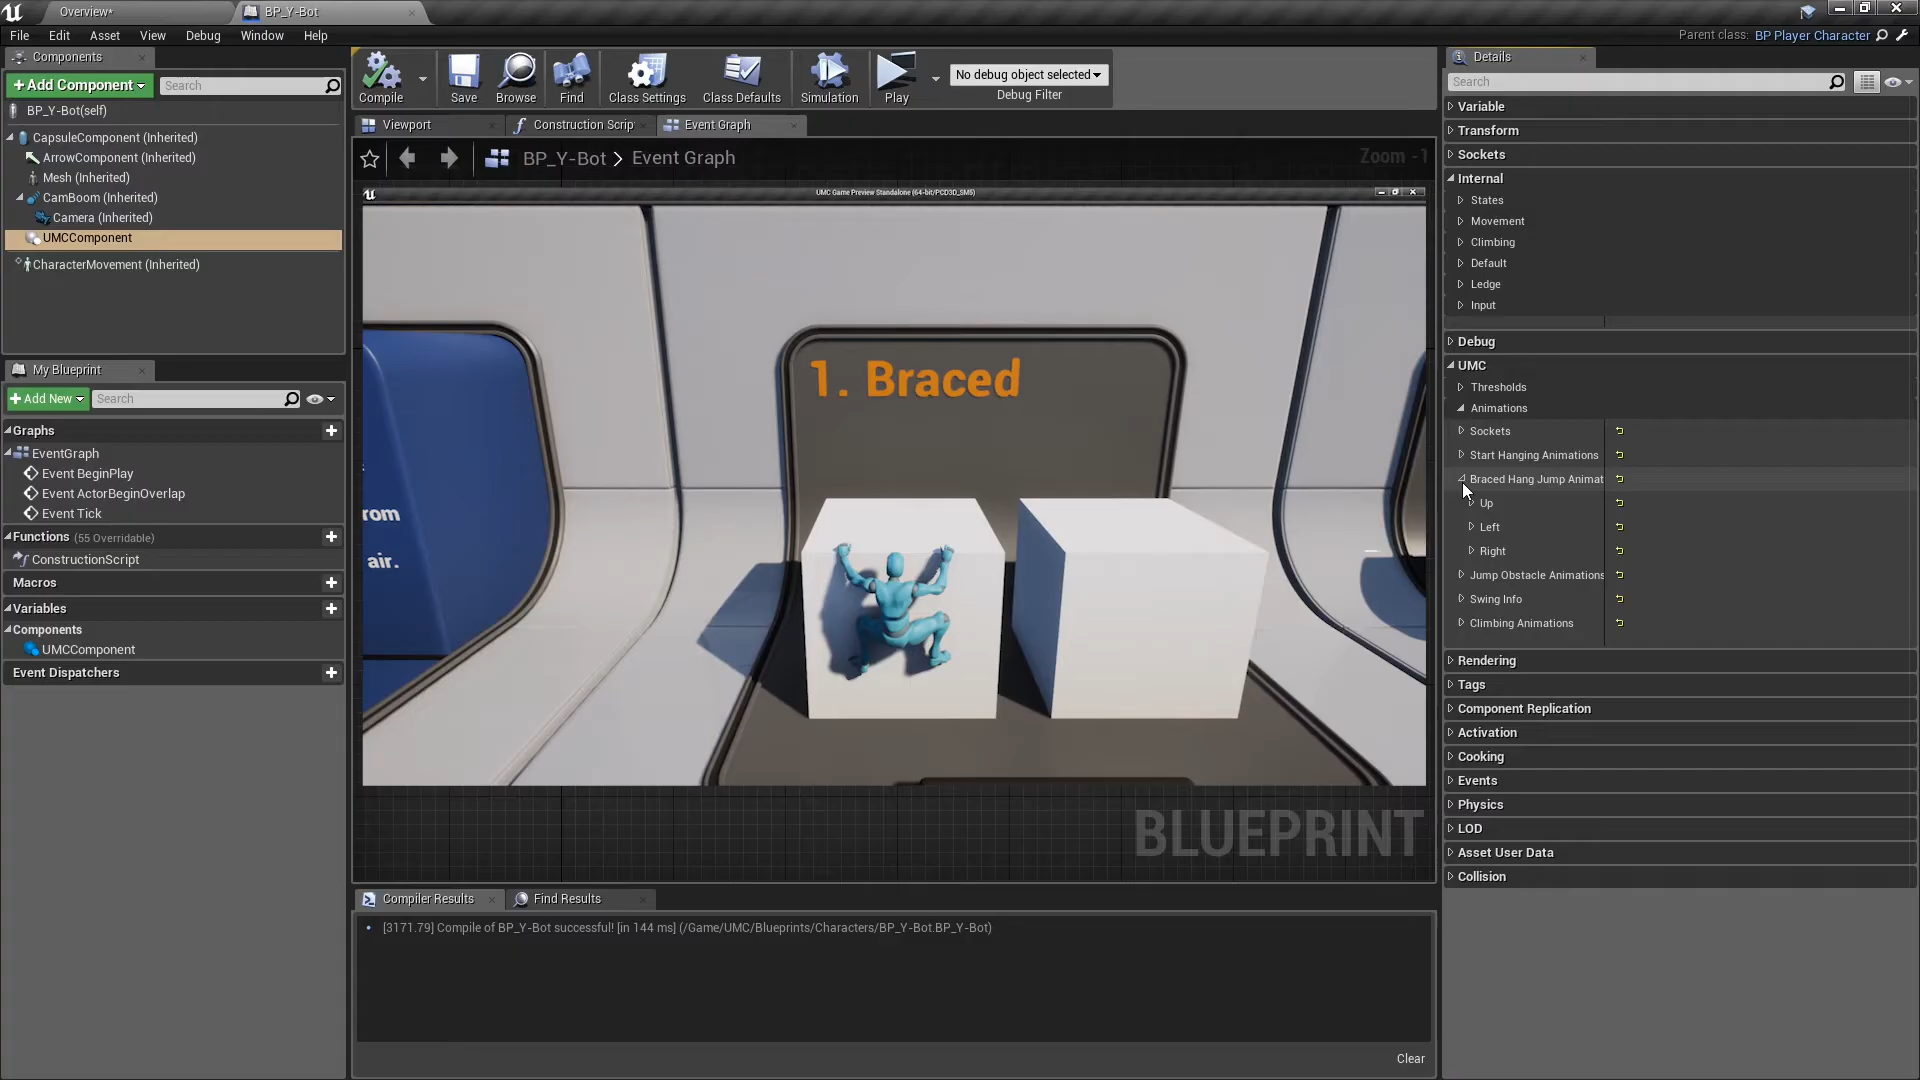 Overview*
BP_Y-Bot
File Edit Asset View Debug Window Help
Parent class: BP Player Character
Components
+Add Component
Search
BP_Y-Bot(self)
CapsuleComponent (Inherited)
ArrowComponent (Inherited)
Mesh (Inherited)
CamBoom (Inherited)
Camera (Inherited)
UMCComponent
CharacterMovement (Inherited)
My Blueprint
+Add New
Search
Graphs
EventGraph
Event BeginPlay
Event ActorBeginOverlap
Event Tick
Functions (55 Overridable)
ConstructionScript
Macros
Variables
Components
UMCComponent
Event Dispatchers
Compile
Save
Browse
Find
Class Settings
Class Defaults
Simulation
Play
No debug object selected
Debug Filter
Viewport
Construction Scrip
Event Graph
BP_Y-Bot > Event Graph
Zoom -1
UMC Game Preview Standalone (64-bit/PCD3D_SM5)
1. Braced
rom
air.
BLUEPRINT
Compiler Results
Find Results
• [3171.79] Compile of BP_Y-Bot successful! [in 144 ms] (/Game/UMC/Blueprints/Characters/BP_Y-Bot.BP_Y-Bot)
Clear
Details
Search
Variable
Transform
Sockets
Internal
States
Movement
Climbing
Default
Ledge
Input
Debug
UMC
Thresholds
Animations
Sockets
Start Hanging Animations
Braced Hang Jump Animat
Up
Left
Right
Jump Obstacle Animations
Swing Info
Climbing Animations
Rendering
Tags
Component Replication
Activation
Cooking
Events
Physics
LOD
Asset User Data
Collision